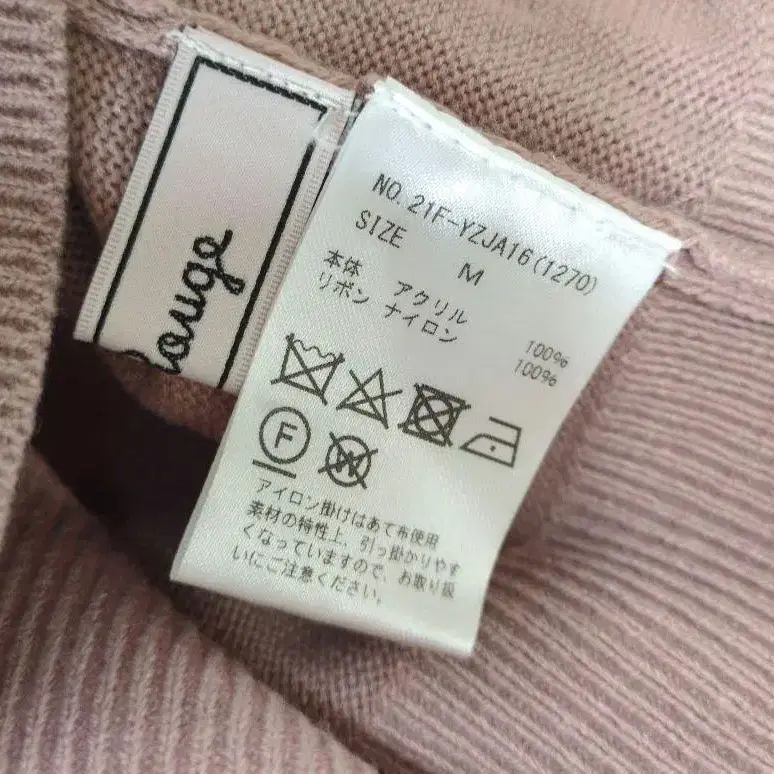 Rouge
NO. 21F-YZJA16(1270)
SIZE M
本体 アクリル 100%
リボン ナイロン 100%
F
W
アイロン掛けはあて布使用
素材の特性上、引っ掛かりやす
くなっていますので、お取り扱
いにご注意ください。